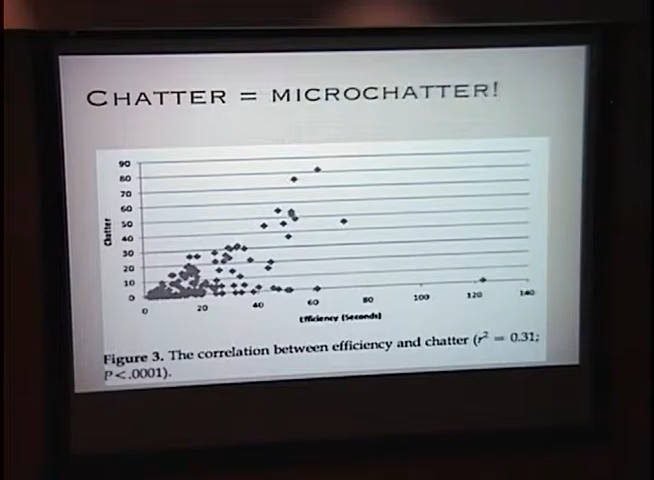 CHATTER = MICROCHATTER!
90
80
70
60
50
40
30
20
10
0
Chatter
0 20 40 60 80 100 120 140
Efficiency (Seconds)
Figure 3. The correlation between efficiency and chatter (r² = 0.31;
P<.0001).